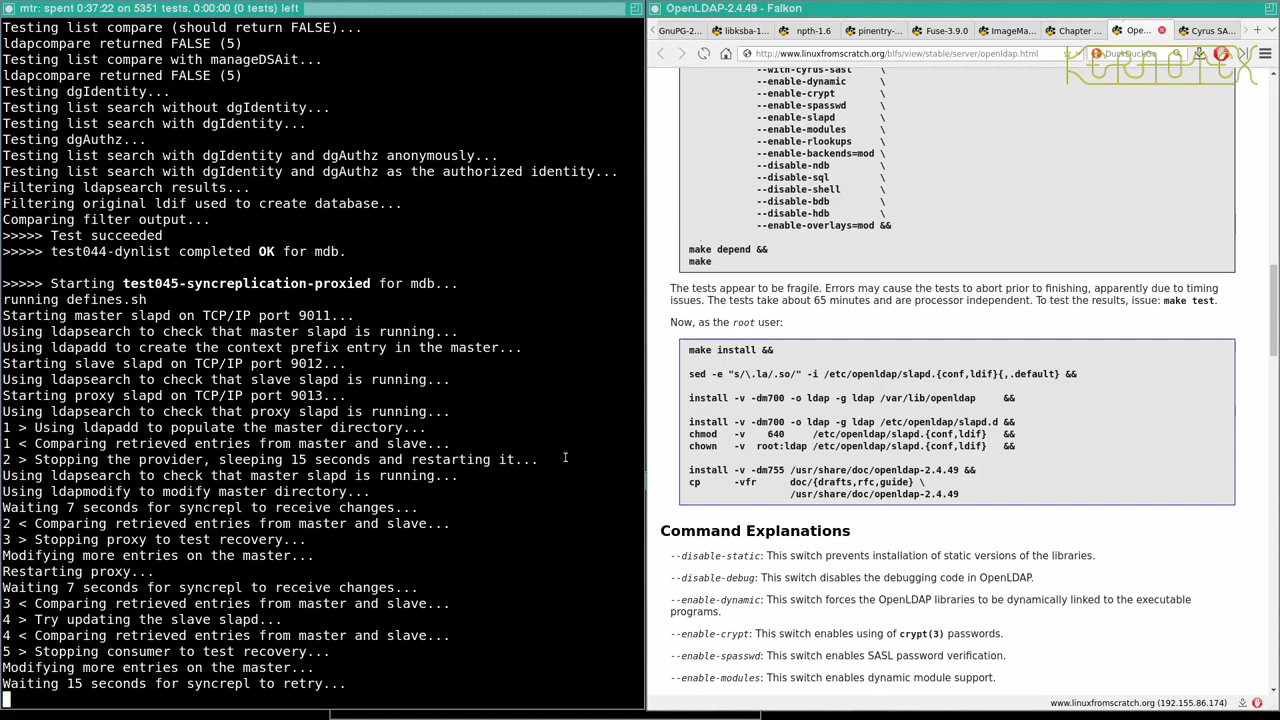 mtr: spent 0:37:22 up on 5351 tests. 0:00:00 (0 tests) left
Testing list compare (should return FALSE)...
ldapcompare returned FALSE (5)
Testing list compare with manageDSAit...
ldapcompare returned FALSE (5)
Testing dgIdentity...
Testing list search without dgIdentity...
Testing list search with dgIdentity...
Testing dgAuthz...
Testing list search with dgIdentity and dgAuthz anonymously...
Testing list search with dgIdentity and dgAuthz as the authorized identity...
Filtering ldapsearch results...
Filtering original ldif used to create database...
Comparing filter output...
>>>>> Test succeeded
>>>>> test044-dynlist completed OK for mdb.
>>>>> Starting test045-syncreplication-proxied for mdb...
running defines.sh
Starting master slapd on TCP/IP port 9011...
Using ldapsearch to check that master slapd is running...
Using ldapadd to create the context prefix entry in the master...
Starting slave slapd on TCP/IP port 9012...
Using ldapsearch to check that slave slapd is running...
Starting proxy slapd on TCP/IP port 9013...
Using ldapsearch to check that proxy slapd is running...
1 > Using ldapadd to populate the master directory...
1 < Comparing retrieved entries from master and slave...
2 > Stopping the provider, sleeping 15 seconds and restarting it...
Using ldapsearch to check that master slapd is running...
Using ldapmodify to modify master directory...
Waiting 7 seconds for syncrepl to receive changes...
2 < Comparing retrieved entries from master and slave...
3 > Stopping proxy to test recovery...
Modifying more entries on the master...
Restarting proxy...
Waiting 7 seconds for syncrepl to receive changes...
3 < Comparing retrieved entries from master and slave...
4 > Try updating the slave slapd...
4 < Comparing retrieved entries from master and slave...
5 > Stopping consumer to test recovery...
Modifying more entries on the master...
Waiting 15 seconds for syncrepl to retry...
OpenLDAP-2.4.49 - Falkon
GnuPG-2... libksba-1... npth-1.6 pinentry-... Fuse-3.9.0 ImageMa... Chapter ... Ope... Cyrus SA...
http://www.linuxfromscratch.org/blfs/view/stable/server/openldap.html DuckDuckGo
--with-cyrus-sasl \
--enable-dynamic \
--enable-crypt \
--enable-spasswd \
--enable-slapd \
--enable-modules \
--enable-rlookups \
--enable-backends=mod \
--disable-ndb \
--disable-sql \
--disable-shell \
--disable-bdb \
--disable-hdb \
--enable-overlays=mod &&
make depend &&
make
The tests appear to be fragile. Errors may cause the tests to abort prior to finishing, apparently due to timing
issues. The tests take about 65 minutes and are processor independent. To test the results, issue: make test.
Now, as the root user:
make install &&
sed -e "s/\.la/.so/" -i /etc/openldap/slapd.{conf,ldif}{,.default} &&
install -v -dm700 -o ldap -g ldap /var/lib/openldap &&
install -v -dm700 -o ldap -g ldap /etc/openldap/slapd.d &&
chmod -v 640 /etc/openldap/slapd.{conf,ldif} &&
chown -v root:ldap /etc/openldap/slapd.{conf,ldif} &&
install -v -dm755 /usr/share/doc/openldap-2.4.49 &&
cp -vfr doc/{drafts,rfc,guide} \
/usr/share/doc/openldap-2.4.49
Command Explanations
--disable-static: This switch prevents installation of static versions of the libraries.
--disable-debug: This switch disables the debugging code in OpenLDAP.
--enable-dynamic: This switch forces the OpenLDAP libraries to be dynamically linked to the executable
programs.
--enable-crypt: This switch enables using of crypt(3) passwords.
--enable-spasswd: This switch enables SASL password verification.
--enable-modules: This switch enables dynamic module support.
www.linuxfromscratch.org (192.155.86.174)